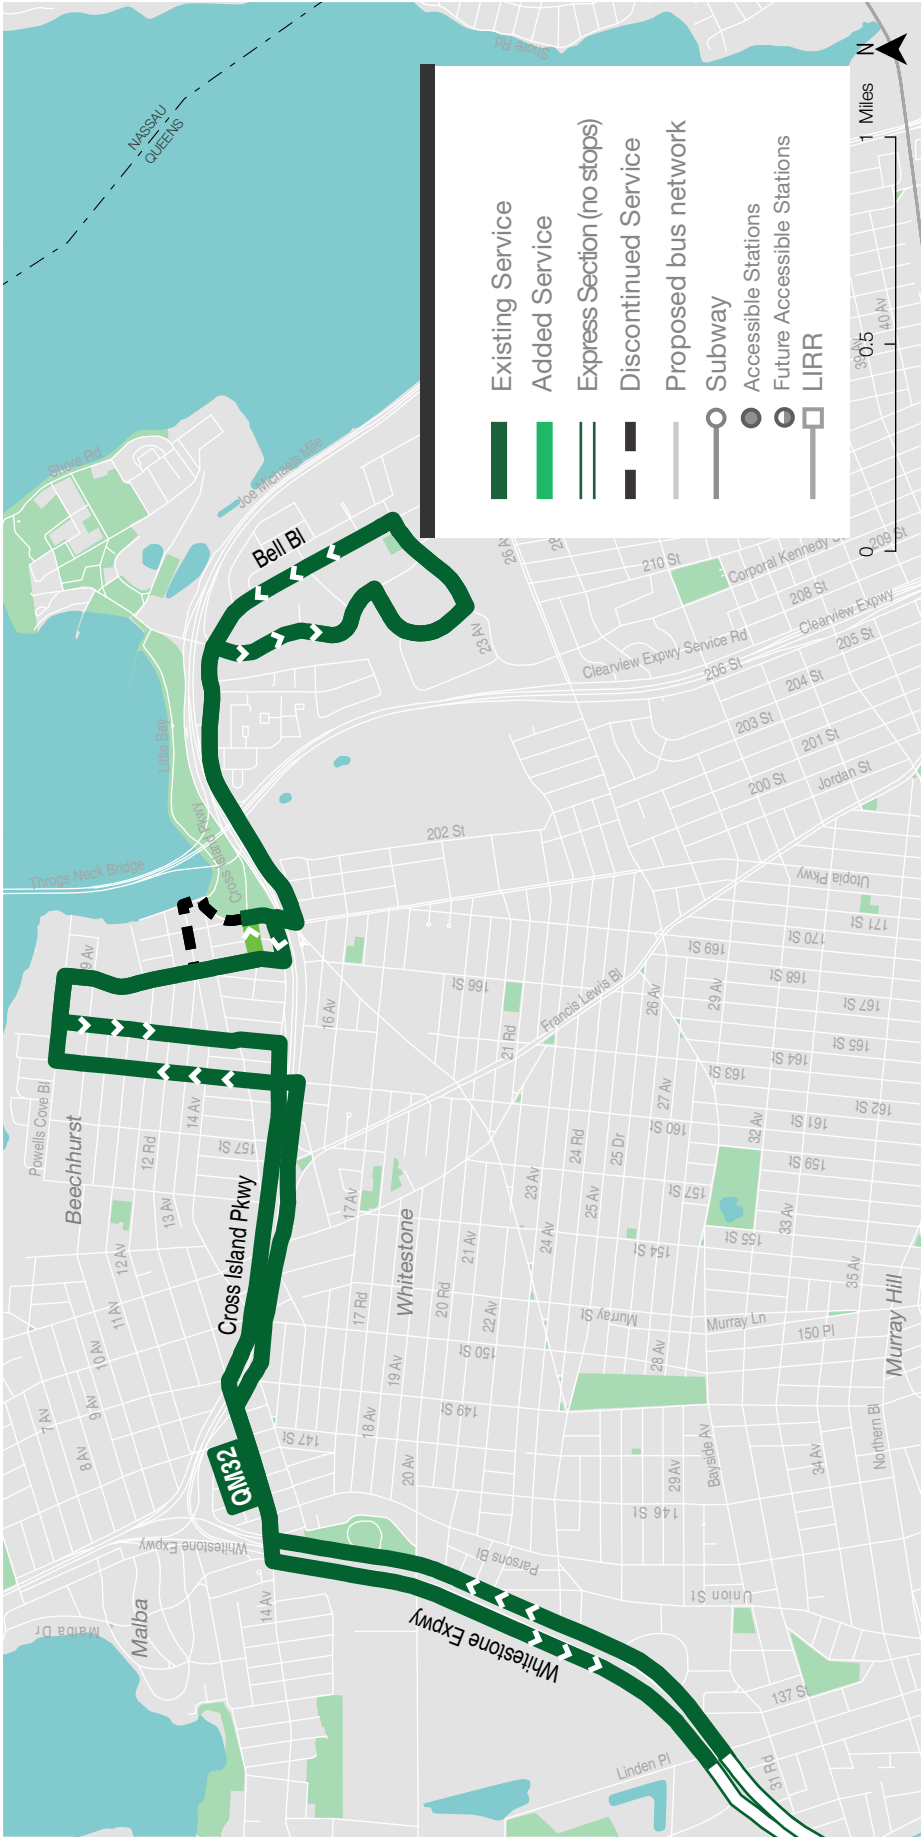 NASSAU
QUEENS
Shore Rd
Shore Rd
Joe Michaels Mile
Bell Bl
N
0
0.5
1 Miles
Existing Service
Added Service
Express Section (no stops)
Discontinued Service
Proposed bus network
Subway
Accessible Stations
Future Accessible Stations
LIRR
40 Av
210 St
Corporal Kennedy
209 St
208 St
Clearview Expwy
Clearview Expwy Service Rd
206 St
205 St
204 St
203 St
201 St
200 St
Jordan St
23 Av
Little Bay
Cross Island Pkwy
Cross Island Pkwy
Throgs Neck Bridge
202 St
Utopia Pkwy
171 St
170 St
169 St
168 St
167 St
166 St
165 St
164 St
163 St
162 St
161 St
160 St
159 St
157 St
157 St
155 St
154 St
9 Av
16 Av
21 Rd
Francis Lewis Bl
26 Av
29 Av
27 Av
32 Av
Powells Cove Bl
Beechhurst
14 Av
12 Rd
13 Av
12 Av
11 Av
10 Av
9 Av
8 Av
7 Av
Cross Island Pkwy
17 Av
Whitestone
24 Rd
25 Dr
23 Av
25 Av
24 Av
21 Av
20 Rd
22 Av
17 Rd
19 Av
18 Av
20 Av
33 Av
35 Av
Murray Hill
Murray St
Murray Ln
150 Pl
150 St
149 St
147 St
146 St
28 Av
29 Av
Bayside Av
34 Av
Northern Bl
QM32
Whitestone Expwy
Parsons Bl
Union St
Malba
Malba Dr
14 Av
Whitestone Expwy
137 St
Linden Pl
31 Rd